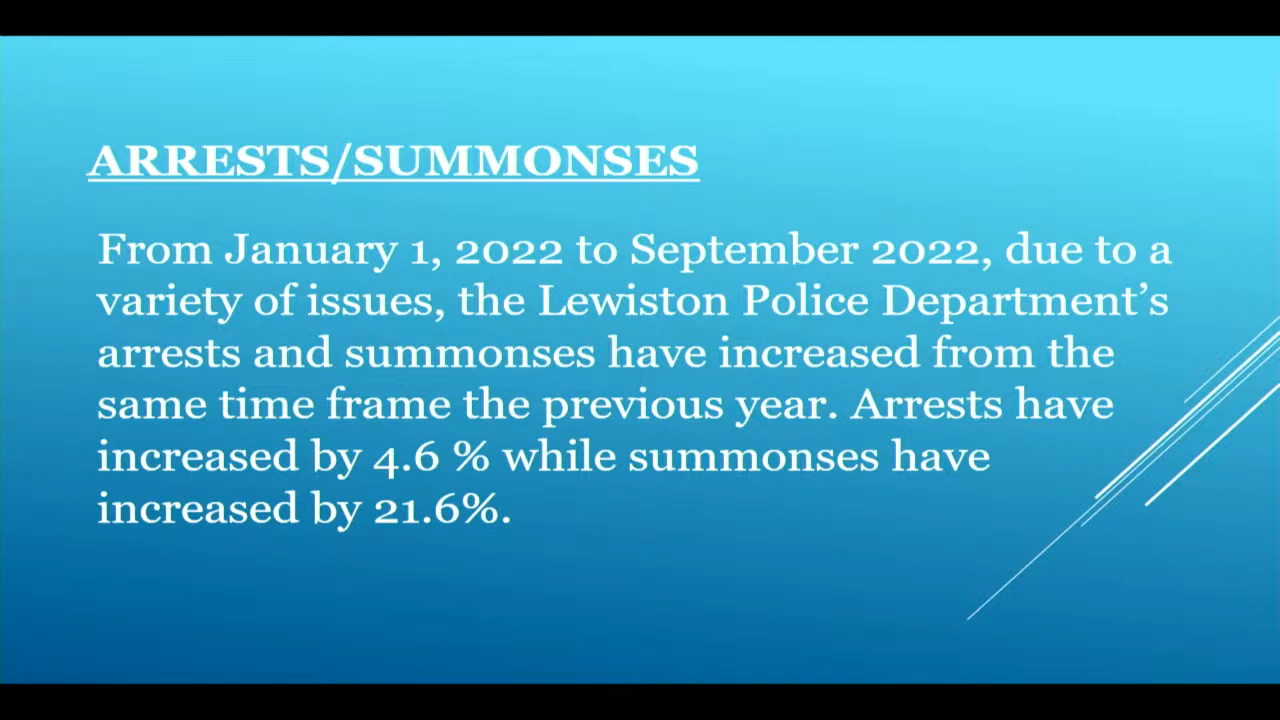 ARRESTS/SUMMONSES
From January 1, 2022 to September 2022, due to a
variety of issues, the Lewiston Police Department’s
arrests and summonses have increased from the
same time frame the previous year. Arrests have
increased by 4.6 % while summonses have
increased by 21.6%.